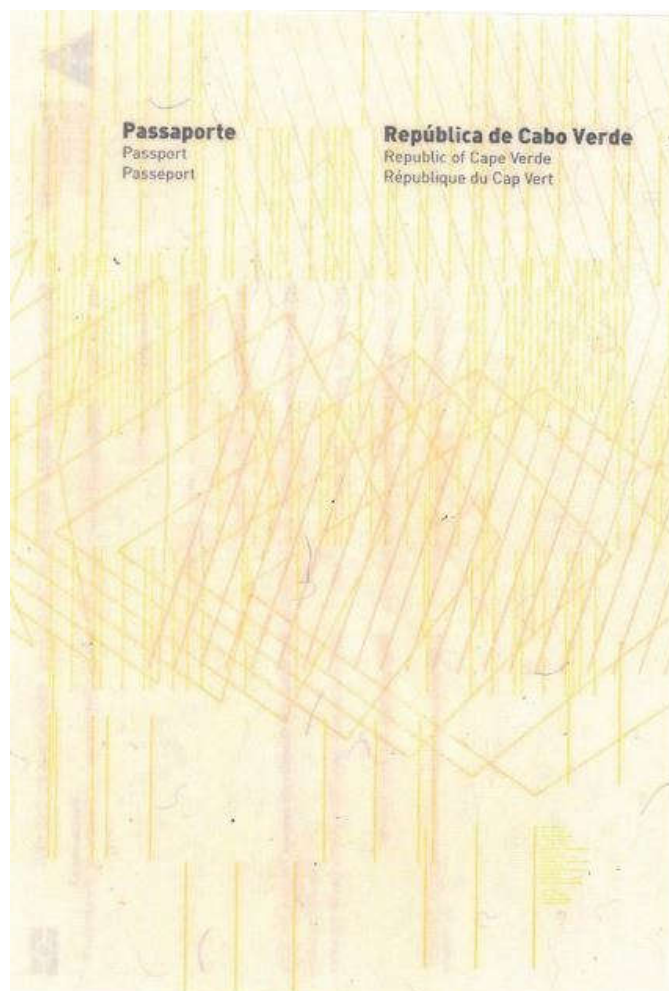 Passaporte
Passport
Passeport
República de Cabo Verde
Republic of Cape Verde
République du Cap Vert